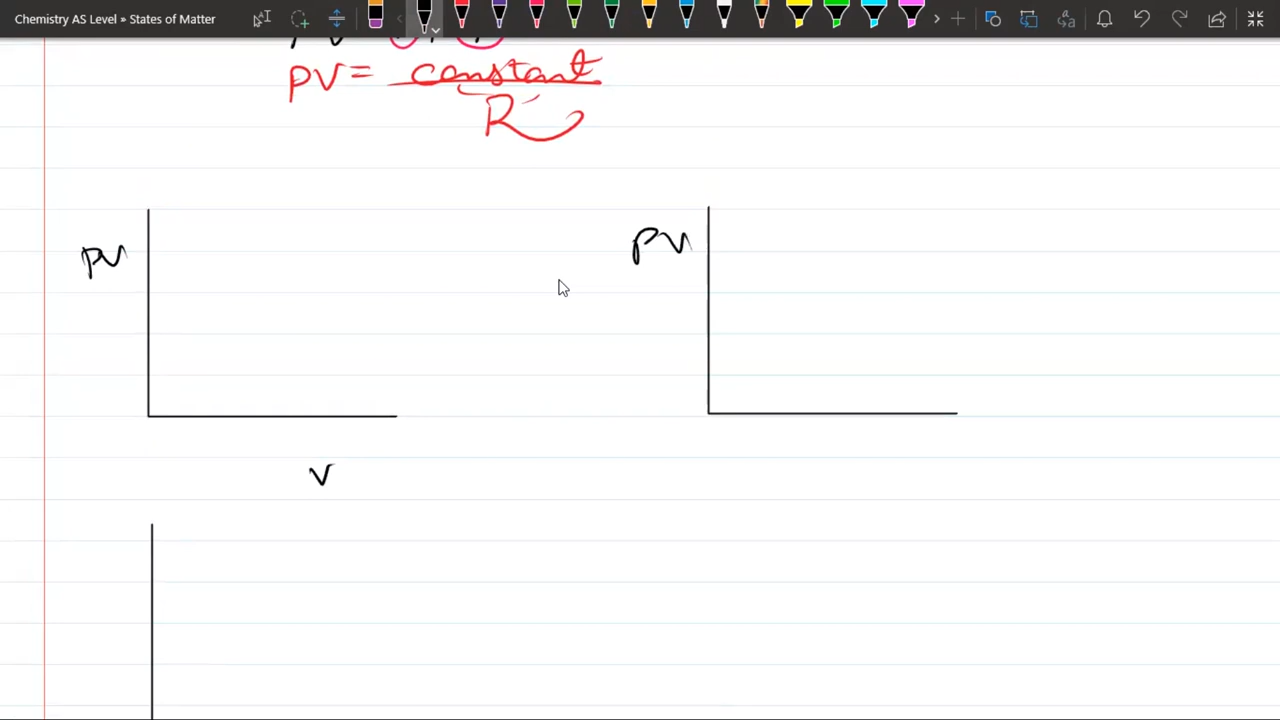 Chemistry AS Level » States of Matter
PV = constant
R
PV
PV
V